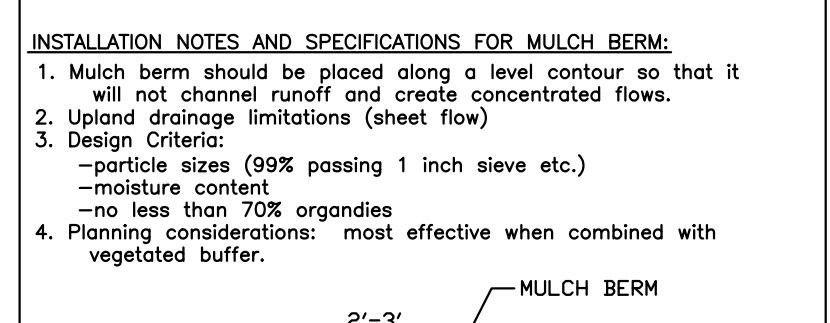 INSTALLATION NOTES AND SPECIFICATIONS FOR MULCH BERM:
1. Mulch berm should be placed along a level contour so that it
will not channel runoff and create concentrated flows.
2. Upland drainage limitations (sheet flow)
3. Design Criteria:
-particle sizes (99% passing 1 inch sieve etc.)
-moisture content
-no less than 70% organdies
4. Planning considerations: most effective when combined with
vegetated buffer.
MULCH BERM
2'-3'